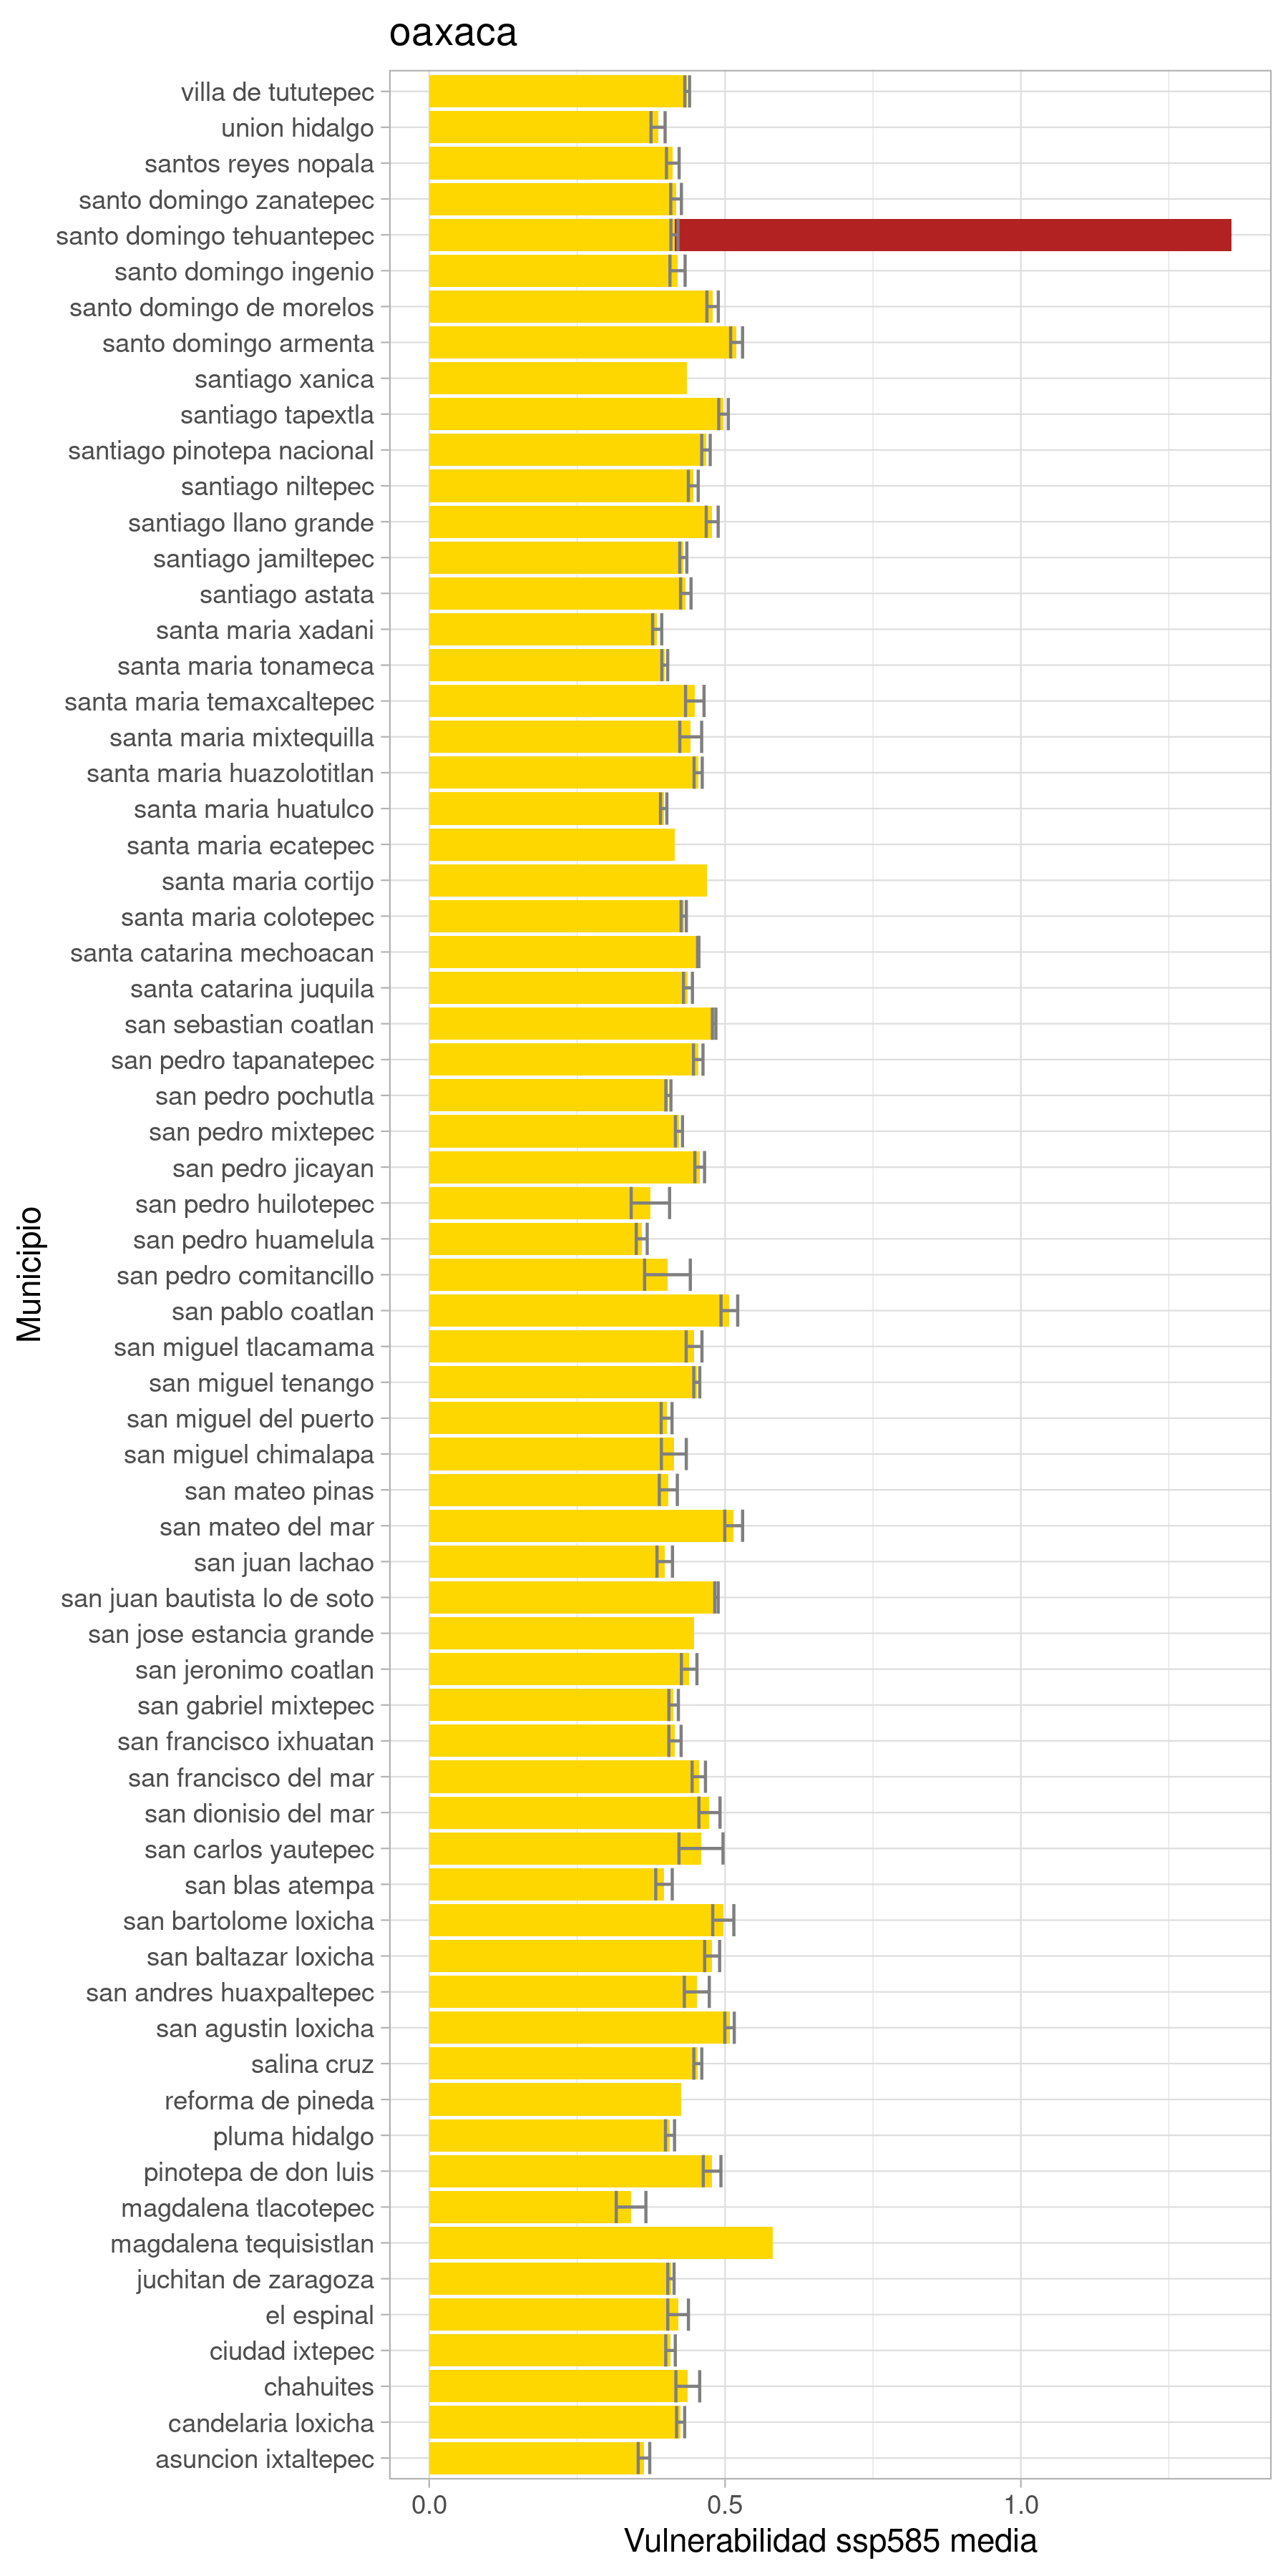 oaxaca
villa de tututepec
union hidalgo
santos reyes nopala
santo domingo zanatepec
santo domingo tehuantepec
santo domingo ingenio
santo domingo de morelos
santo domingo armenta
santiago xanica
santiago tapextla
santiago pinotepa nacional
santiago niltepec
santiago llano grande
santiago jamiltepec
santiago astata
santa maria xadani
santa maria tonameca
santa maria temaxcaltepec
santa maria mixtequilla
santa maria huazolotitlan
santa maria huatulco
santa maria ecatepec
santa maria cortijo
santa maria colotepec
santa catarina mechoacan
santa catarina juquila
san sebastian coatlan
san pedro tapanatepec
san pedro pochutla
san pedro mixtepec
san pedro jicayan
san pedro huilotepec
san pedro huamelula
san pedro comitancillo
san pablo coatlan
san miguel tlacamama
san miguel tenango
san miguel del puerto
san miguel chimalapa
san mateo pinas
san mateo del mar
san juan lachao
san juan bautista lo de soto
san jose estancia grande
san jeronimo coatlan
san gabriel mixtepec
san francisco ixhuatan
san francisco del mar
san dionisio del mar
san carlos yautepec
san blas atempa
san bartolome loxicha
san baltazar loxicha
san andres huaxpaltepec
san agustin loxicha
salina cruz
reforma de pineda
pluma hidalgo
pinotepa de don luis
magdalena tlacotepec
magdalena tequisistlan
juchitan de zaragoza
el espinal
ciudad ixtepec
chahuites
candelaria loxicha
asuncion ixtaltepec
Municipio
0.0 0.5 1.0
Vulnerabilidad ssp585 media